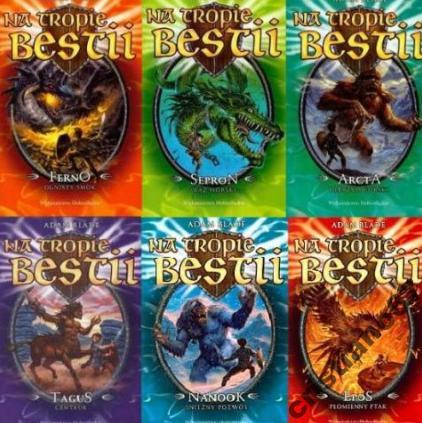 NA TROPIE
BESTII
FERNO
OGNISTY SMOK
NA TROPIE
BESTII
SEPRON
WĄŻ MORSKI
NA TROPIE
BESTII
ARCTA
ADAM BLADE
NA TROPIE
BESTII
TAGUS
CENTAUR
ADAM BLADE
NA TROPIE
BESTII
NANOOK
ŚNIEŻNY POTWÓR
ADAM BLADE
NA TROPIE
BESTII
EPOS
PŁOMIENNY PTAK